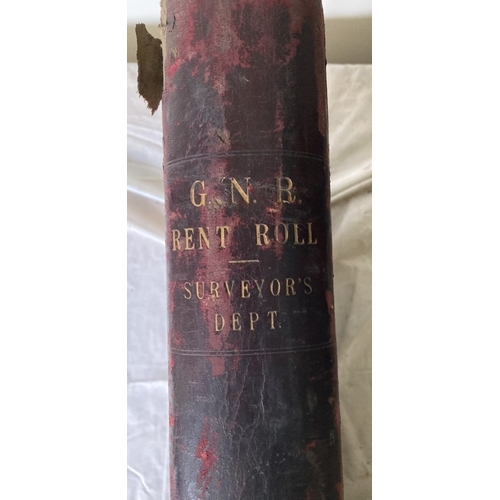 G. N. R.
RENT ROLL
SURVEYOR'S
DEPT.